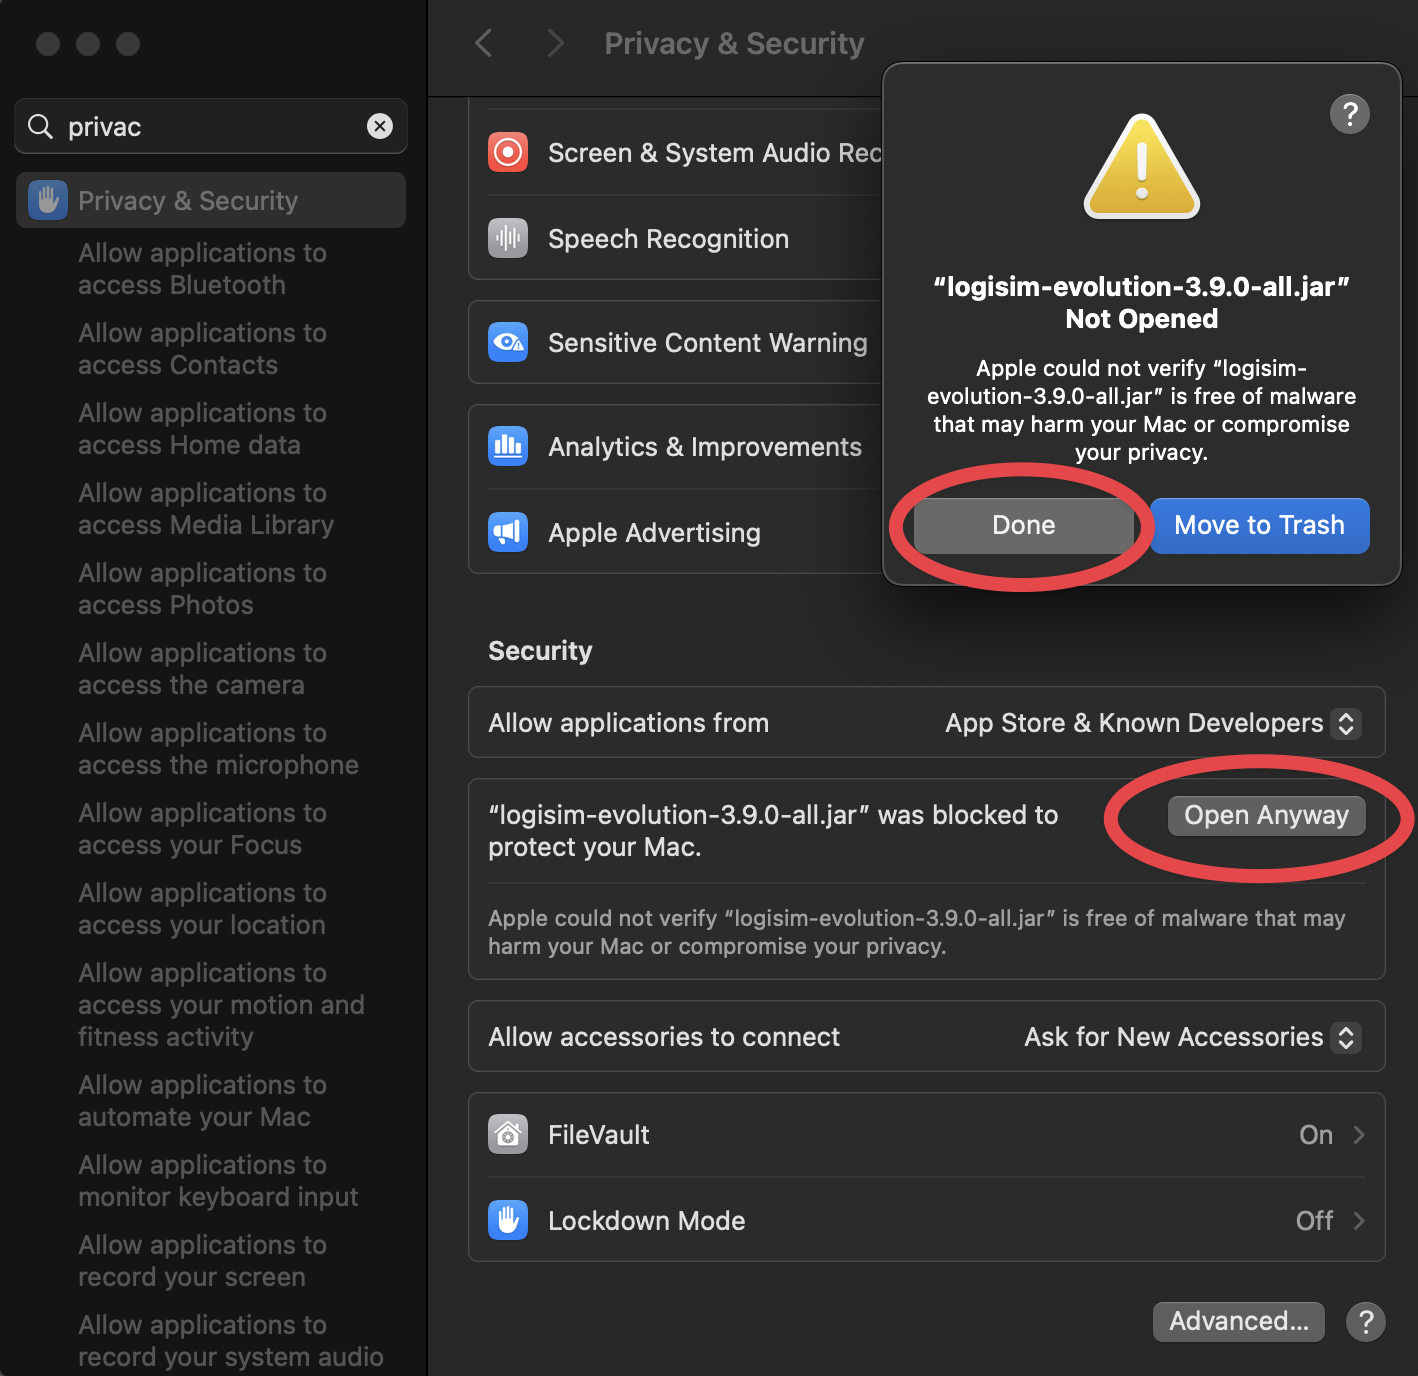 privac
Privacy & Security
Allow applications to
access Bluetooth
Allow applications to
access Contacts
Allow applications to
access Home data
Allow applications to
access Media Library
Allow applications to
access Photos
Allow applications to
access the camera
Allow applications to
access the microphone
Allow applications to
access your Focus
Allow applications to
access your location
Allow applications to
access your motion and
fitness activity
Allow applications to
automate your Mac
Allow applications to
monitor keyboard input
Allow applications to
record your screen
Allow applications to
record your system audio
Privacy & Security
Screen & System Audio Rec
Speech Recognition
Sensitive Content Warning
Analytics & Improvements
Apple Advertising
?
“logisim-evolution-3.9.0-all.jar”
Not Opened
Apple could not verify “logisim-
evolution-3.9.0-all.jar” is free of malware
that may harm your Mac or compromise
your privacy.
Done
Move to Trash
Security
Allow applications from
App Store & Known Developers
“logisim-evolution-3.9.0-all.jar” was blocked to
protect your Mac.
Open Anyway
Apple could not verify “logisim-evolution-3.9.0-all.jar” is free of malware that may
harm your Mac or compromise your privacy.
Allow accessories to connect
Ask for New Accessories
FileVault
On
Lockdown Mode
Off
Advanced...
?